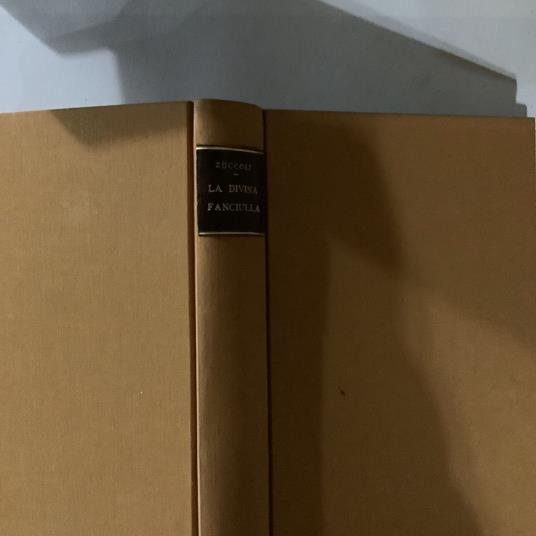 ZUCCOLI
—
LA DIVINA
FANCIULLA